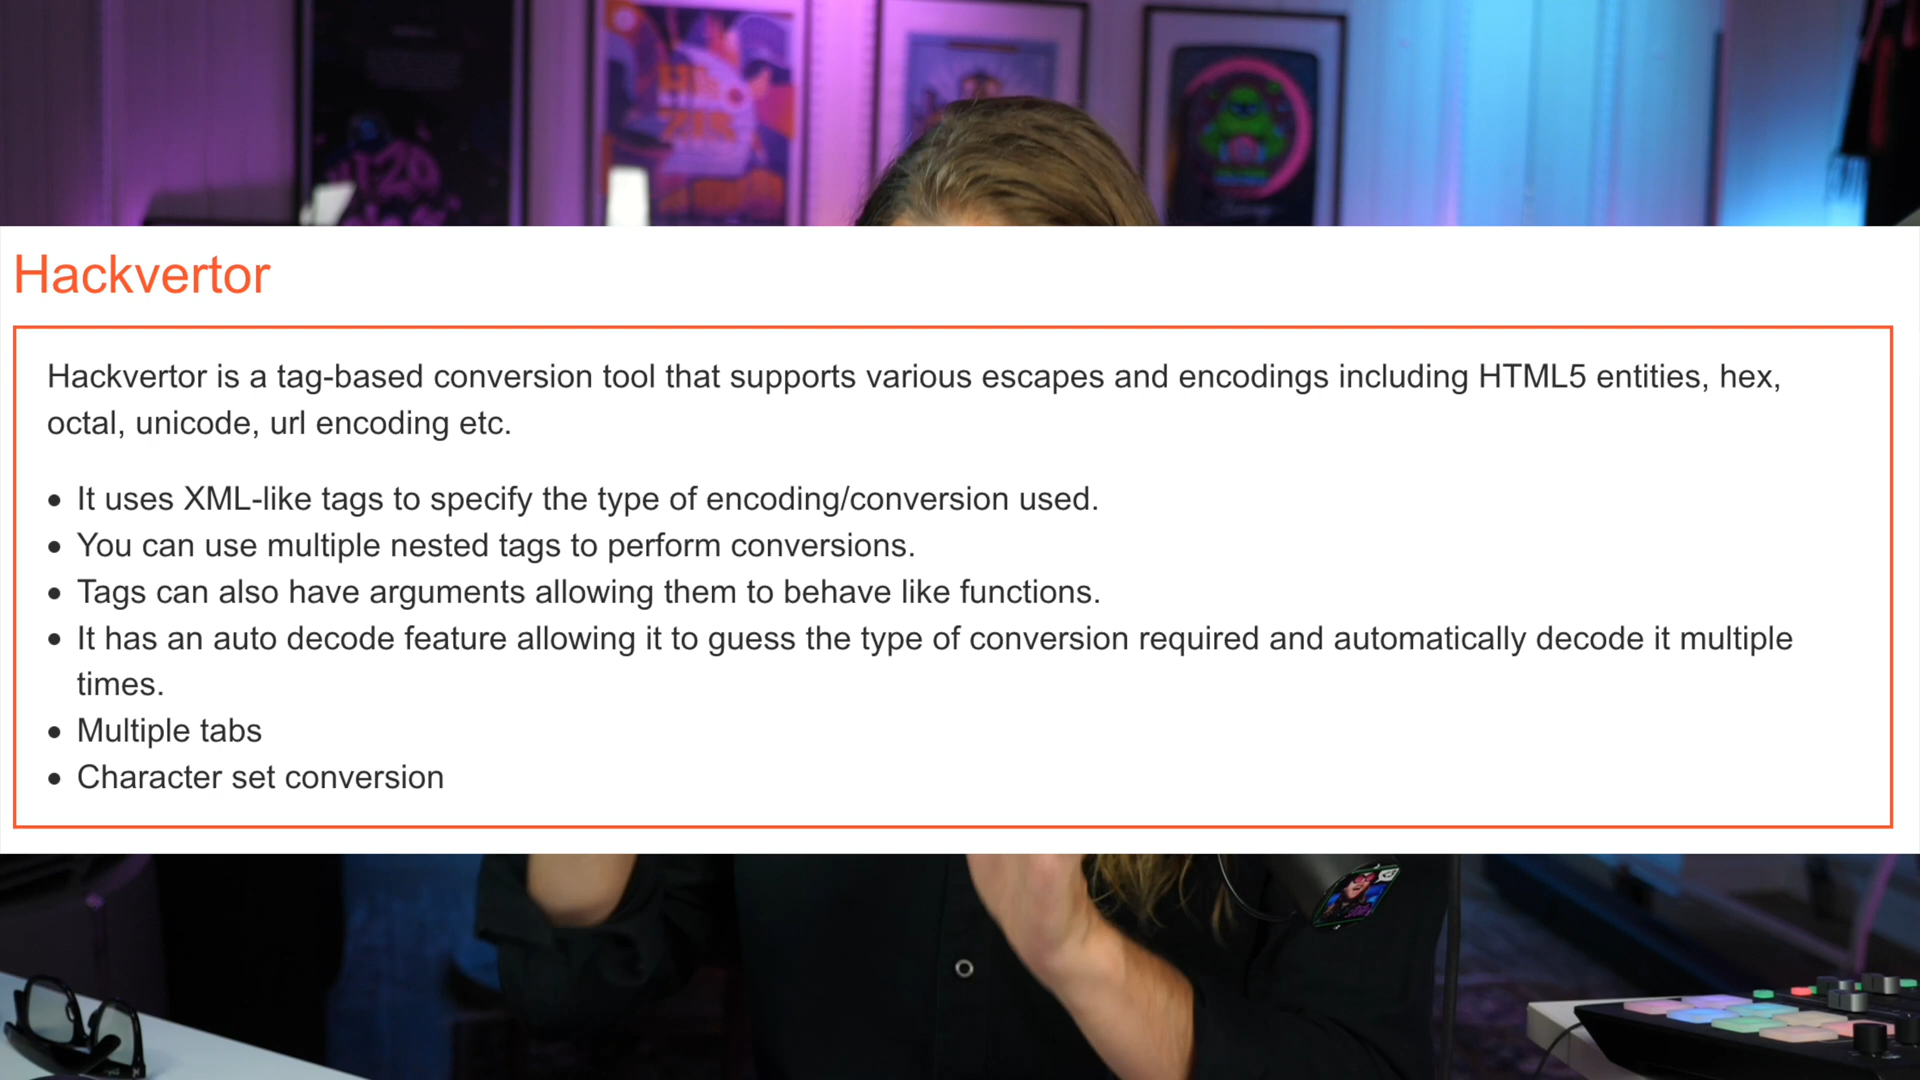 Hackvertor
Hackvertor is a tag-based conversion tool that supports various escapes and encodings including HTML5 entities, hex,
octal, unicode, url encoding etc.
• It uses XML-like tags to specify the type of encoding/conversion used.
• You can use multiple nested tags to perform conversions.
• Tags can also have arguments allowing them to behave like functions.
• It has an auto decode feature allowing it to guess the type of conversion required and automatically decode it multiple
times.
• Multiple tabs
• Character set conversion